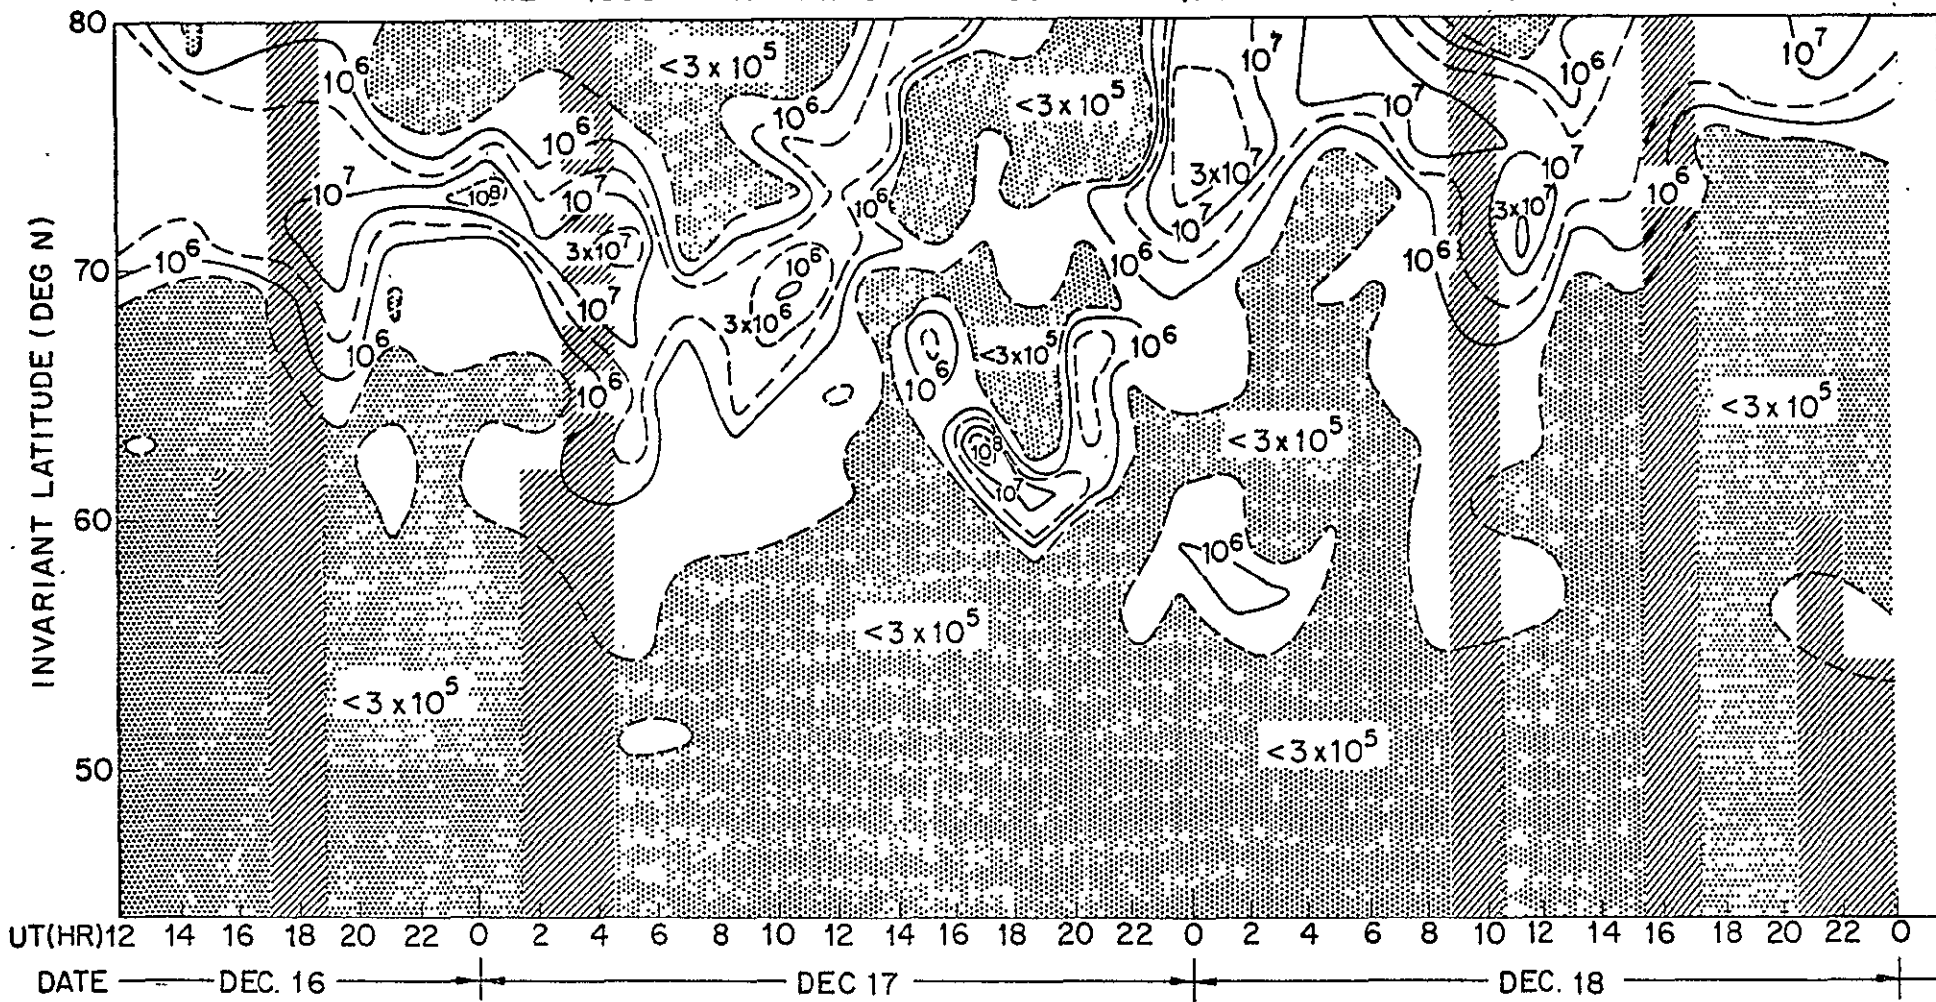 80
70
60
50
INVARIANT LATITUDE (DEG N)
10⁶
<3 x 10⁵
10⁶
<3 x 10⁵
10⁷
10⁷
10⁷
10⁶
10⁷
10⁸
10⁶
10⁷
10⁶
3x10⁷
10⁷
3x10⁷
10⁷
10⁶
10⁶
3x10⁷
10⁷
10⁶
10⁶
10⁶
3x10⁶
10⁷
10⁶
10⁶
10⁶
<3x10⁵
10⁶
10⁶
10⁸
10⁷
<3 x 10⁵
<3 x 10⁵
10⁶
<3 x 10⁵
<3 x 10⁵
<3 x 10⁵
UT(HR) 12 14 16 18 20 22 0 2 4 6 8 10 12 14 16 18 20 22 0 2 4 6 8 10 12 14 16 18 20 22 0
DATE DEC. 16 DEC 17 DEC. 18